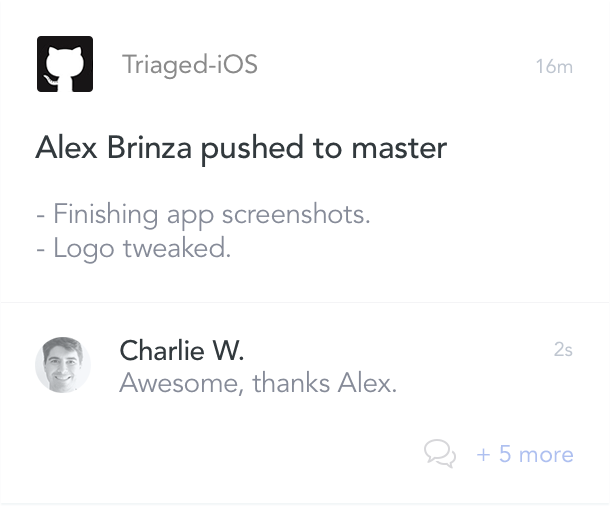 Triaged-iOS
16m
Alex Brinza pushed to master
- Finishing app screenshots.
- Logo tweaked.
Charlie W.
2s
Awesome, thanks Alex.
+ 5 more